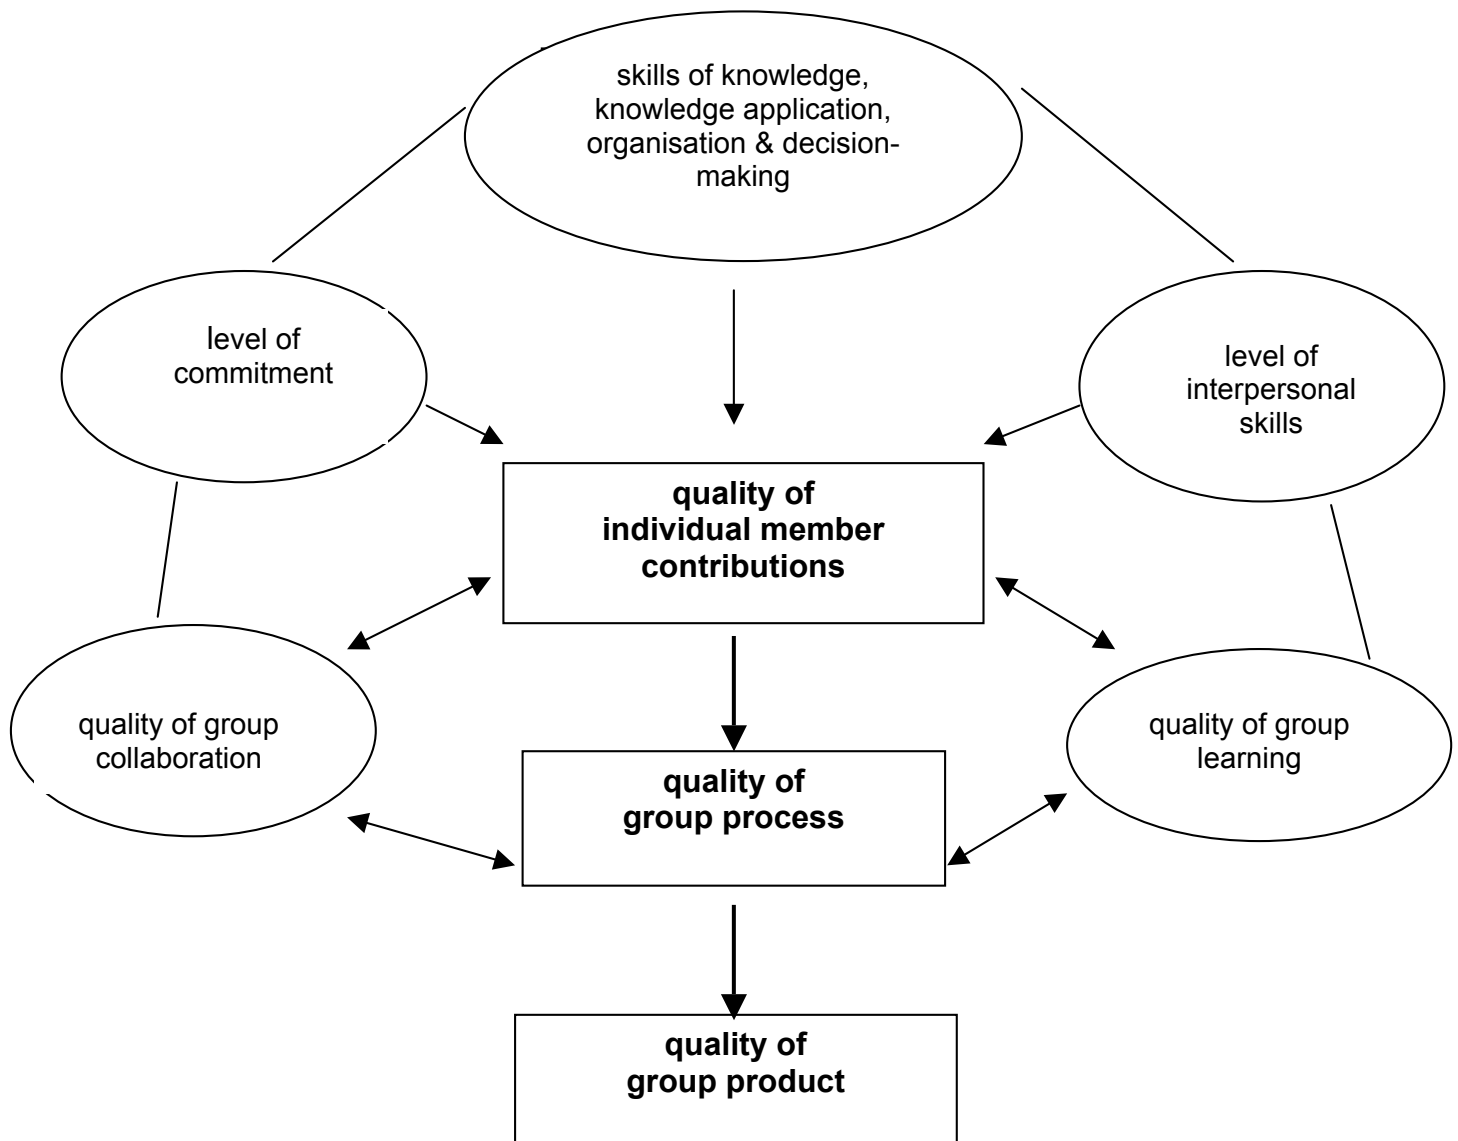 skills of knowledge,
knowledge application,
organisation & decision-
making
level of
commitment
level of
interpersonal
skills
quality of
individual member
contributions
quality of group
collaboration
quality of group
learning
quality of
group process
quality of
group product